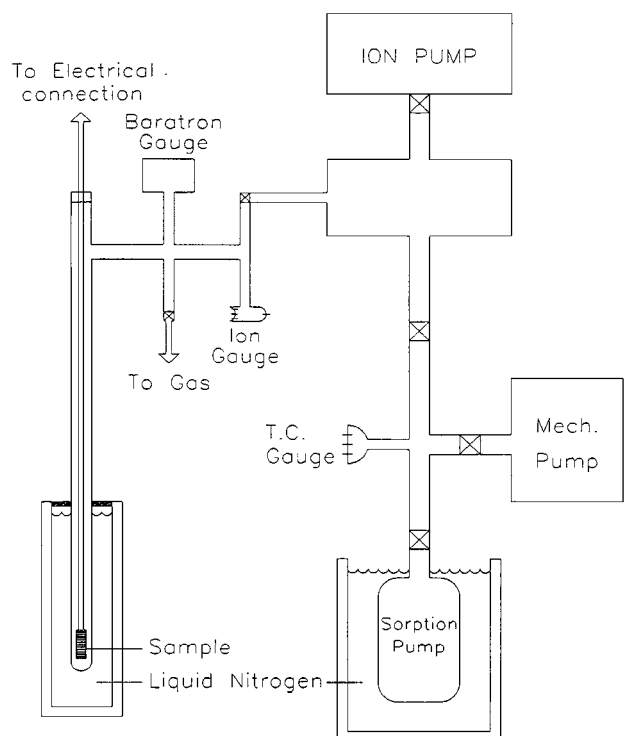 ION PUMP
To Electrical
connection
Baratron
Gauge
Ion
Gauge
To Gas
T.C.
Gauge
Mech.
Pump
Sorption
Pump
Sample
Liquid Nitrogen